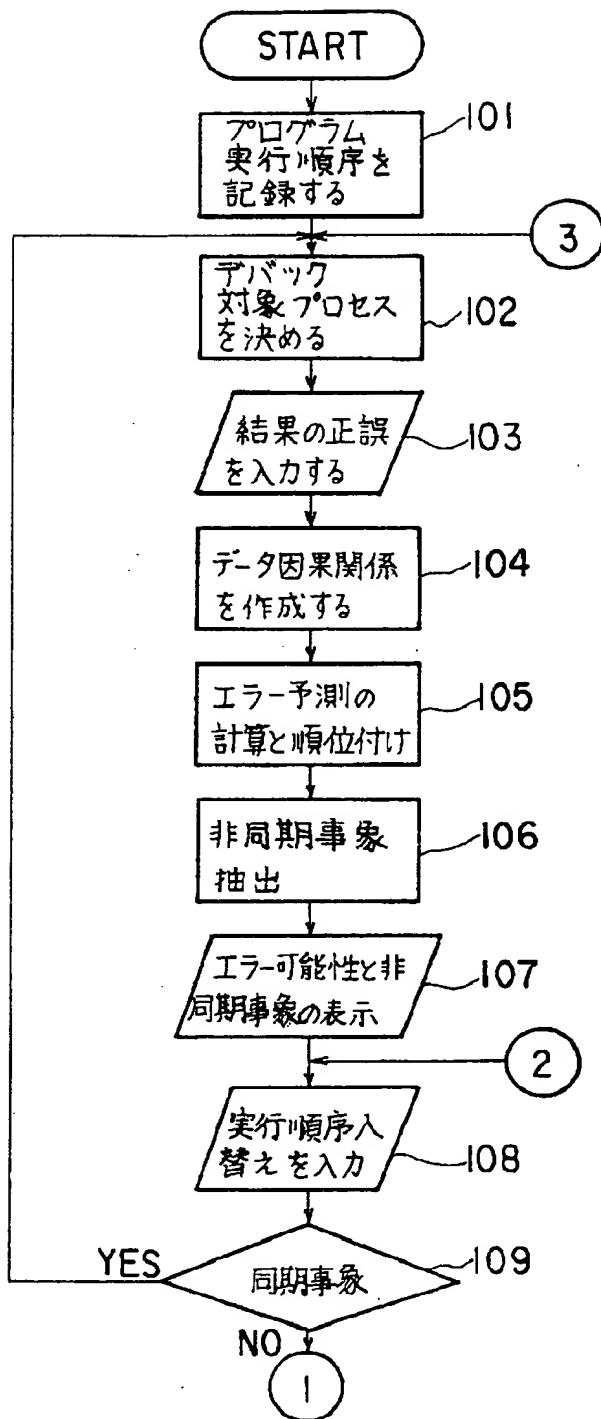 START
プログラム
実行順序を
記録する
101
3
デバック
対象プロセス
を決める
102
結果の正誤
を入力する
103
データ因果関係
を作成する
104
エラー予測の
計算と順位付け
105
非同期事象
抽出
106
エラー可能性と非
同期事象の表示
107
2
実行順序入
替えを入力
108
YES
同期事象
109
NO
1